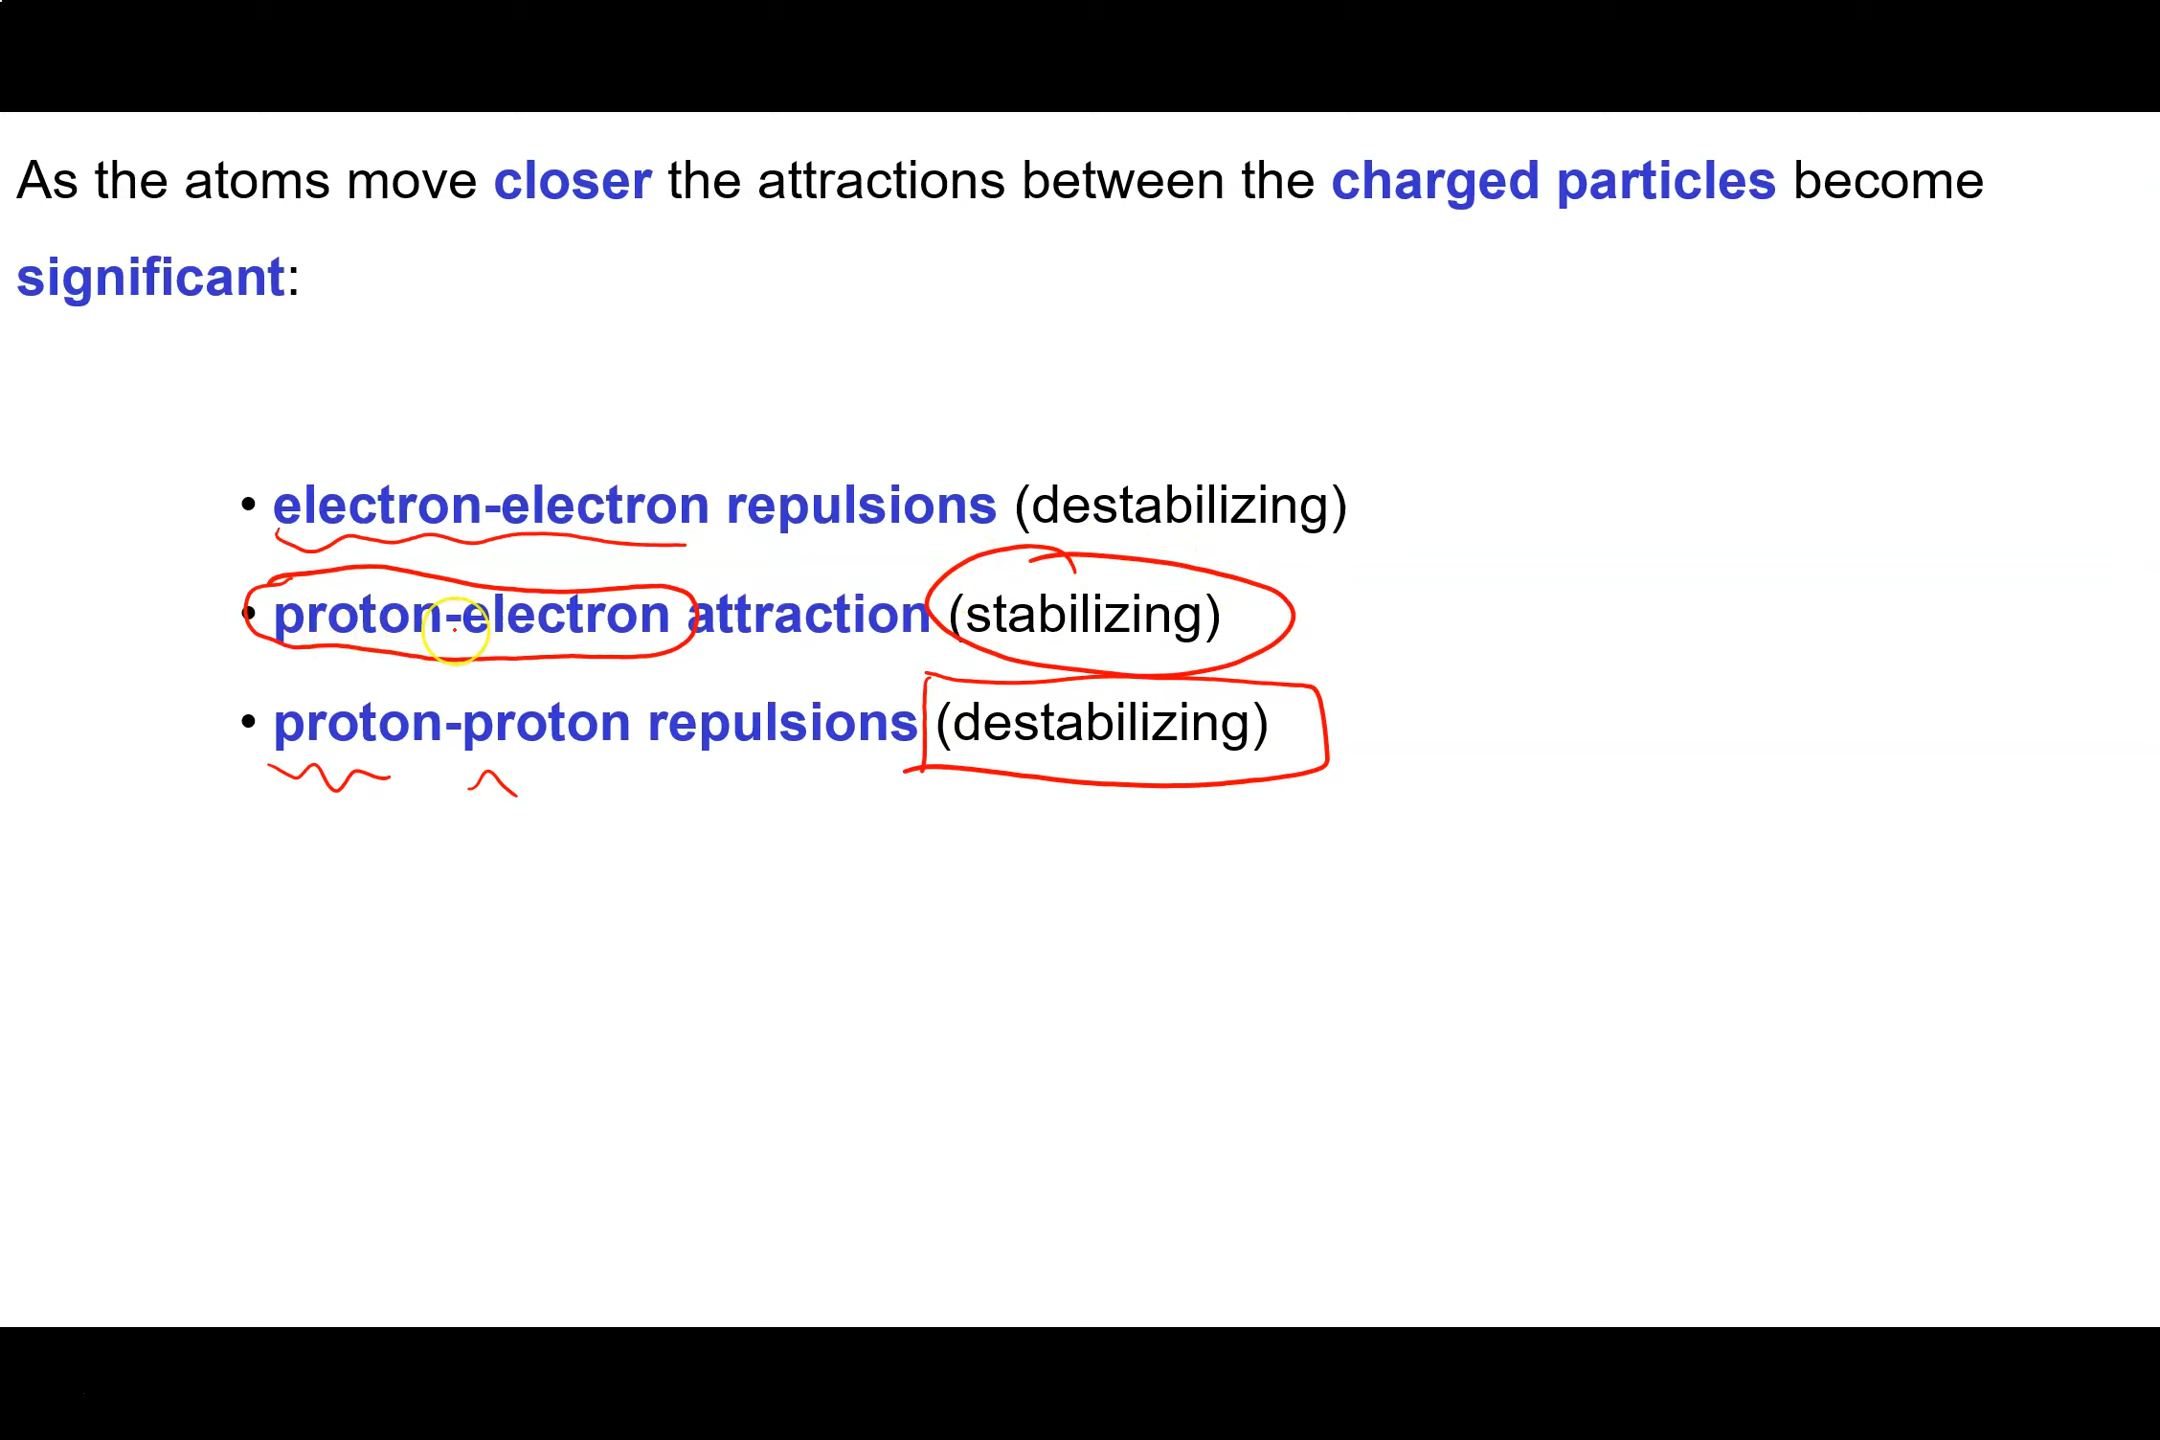 As the atoms move closer the attractions between the charged particles become
significant:
• electron-electron repulsions (destabilizing)
• proton-electron attraction (stabilizing)
• proton-proton repulsions (destabilizing)